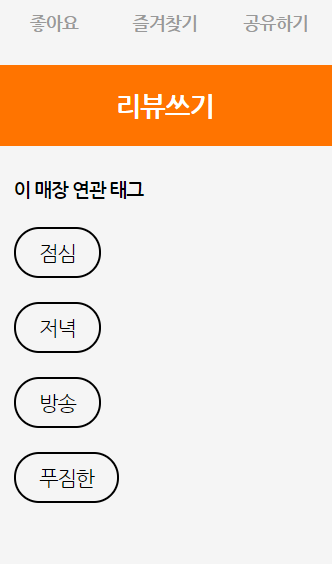 좋아요 즐겨찾기 공유하기
리뷰쓰기
이 매장 연관 태그
점심
저녁
방송
푸짐한